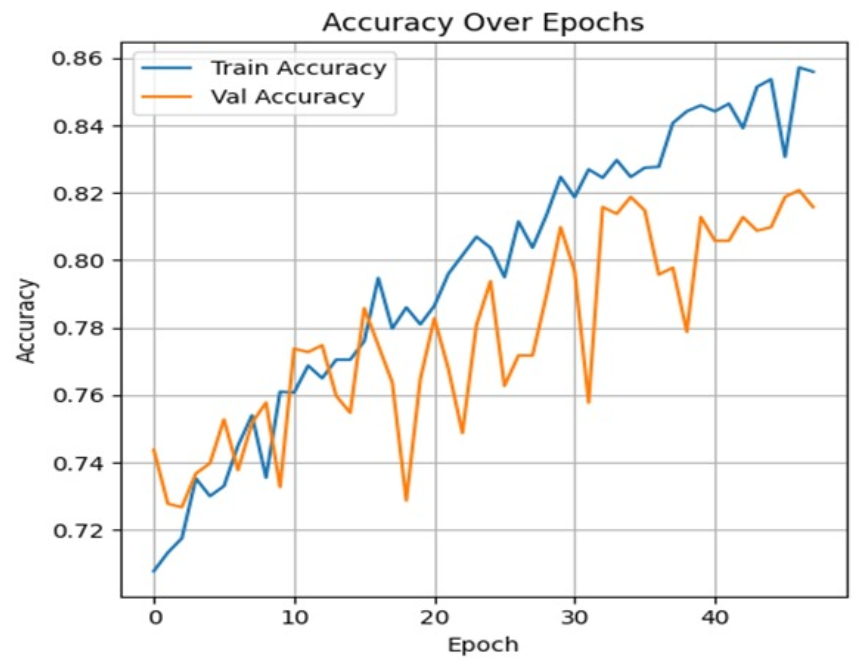 Accuracy Over Epochs
Train Accuracy
Val Accuracy
0.86
0.84
0.82
0.80
0.78
0.76
0.74
0.72
Accuracy
0 10 20 30 40
Epoch